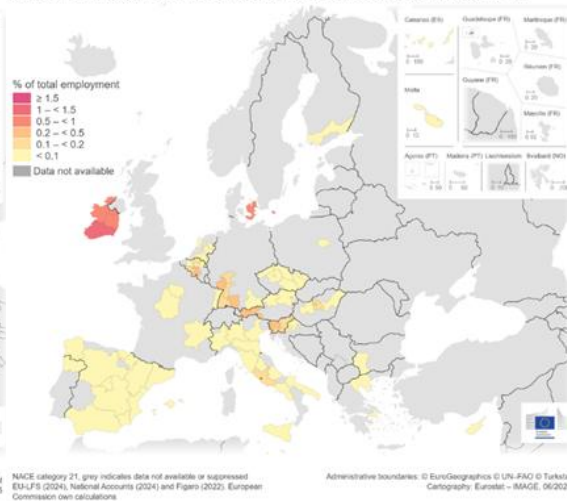 % of total employment
≥ 1.5
1 – < 1.5
0.5 – < 1
0.2 – < 0.5
0.1 – < 0.2
< 0.1
Data not available
Canarias (ES)
Guadeloupe (FR)
Martinique (FR)
Guyane (FR)
Réunion (FR)
Malta
Mayotte (FR)
Açores (PT)
Madeira (PT)
Liechtenstein
Svalbard (NO)
NACE category 21, grey indicates data not available or suppressed
EU-LFS (2024), National Accounts (2024) and Figaro (2022). European
Commission own calculations
Administrative boundaries: © EuroGeographics © UN–FAO © Turksta
Cartography: Eurostat – IMAGE, 06/202